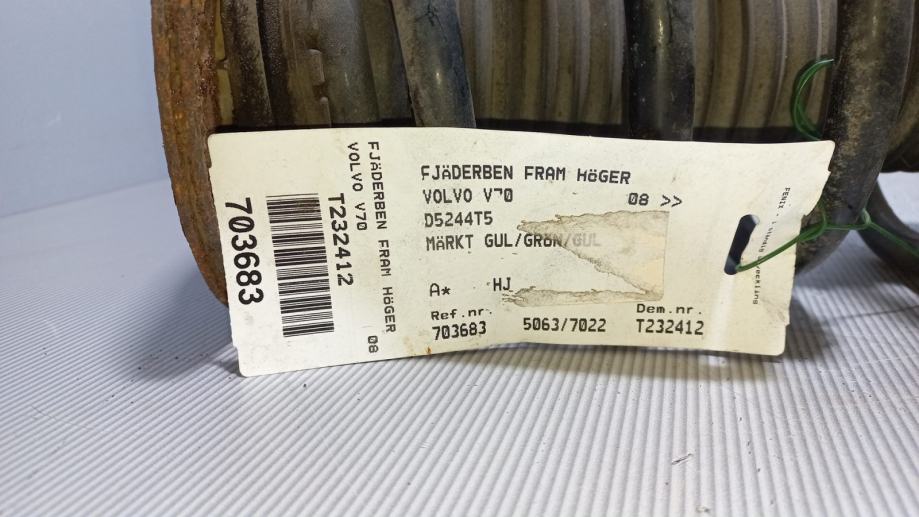 FJÄDERBEN FRAM HÖGER
VOLVO V70 08 >>
D5244T5
MÄRKT GUL/GRÖN/GUL
A* HJ
Ref.nr. Dem.nr.
703683 5063/7022 T232412
FJÄDERBEN FRAM HÖGER 08
VOLVO V70
T232412
703683
FENIX